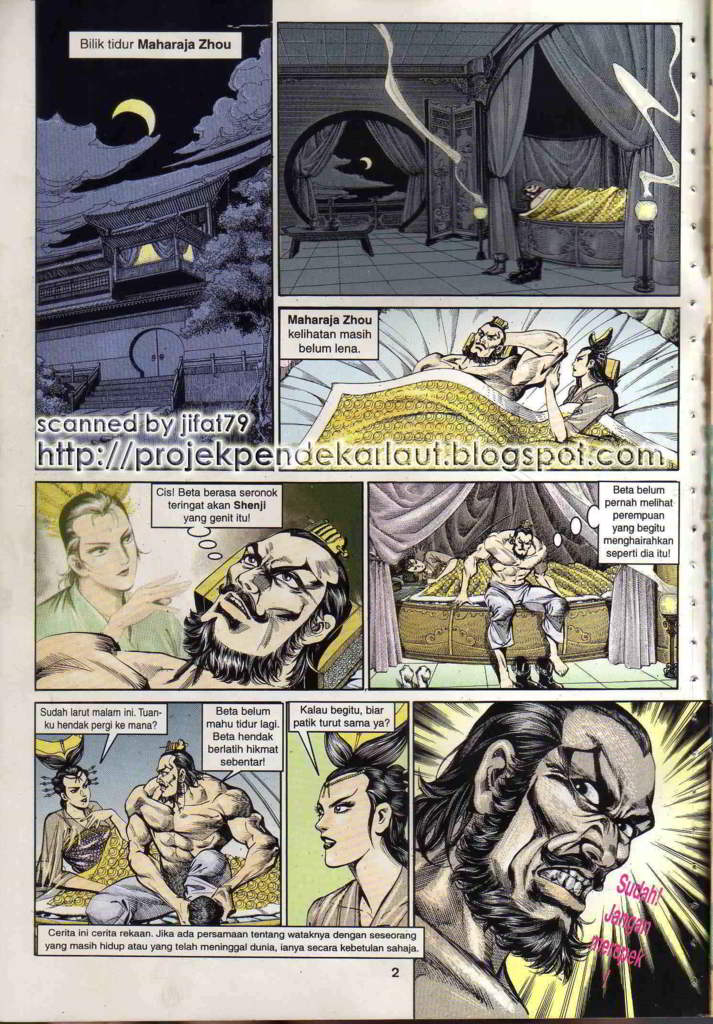 Bilik tidur Maharaja Zhou
Maharaja Zhou
kelihatan masih
belum lena.
scanned by jifat79
http://projekpendekarlaut.blogspot.com
Cis! Beta berasa seronok
teringat akan Shenji
yang genit itu!
Beta belum
pernah melihat
perempuan
yang begitu
menghairahkan
seperti dia itu!
Sudah larut malam ini. Tuan-
ku hendak pergi ke mana?
Beta belum
mahu tidur lagi.
Beta hendak
berlatih hikmat
sebentar!
Kalau begitu, biar
patik turut sama ya?
Sudah!
Jangan
merepek
!
Cerita ini cerita rekaan. Jika ada persamaan tentang wataknya dengan seseorang
yang masih hidup atau yang telah meninggal dunia, ianya secara kebetulan sahaja.
2